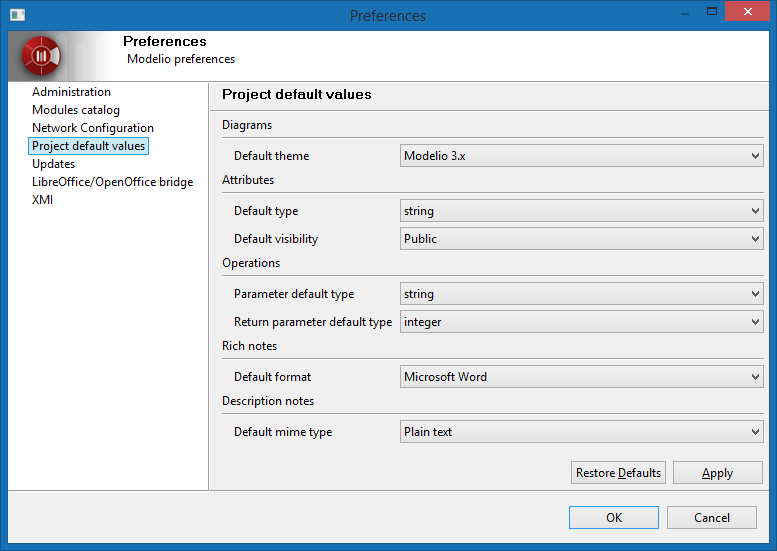 Preferences
Preferences
Modelio preferences
Administration
Modules catalog
Network Configuration
Project default values
Updates
LibreOffice/OpenOffice bridge
XMI
Project default values
Diagrams
Default theme Modelio 3.x
Attributes
Default type string
Default visibility Public
Operations
Parameter default type string
Return parameter default type integer
Rich notes
Default format Microsoft Word
Description notes
Default mime type Plain text
Restore Defaults Apply
OK Cancel